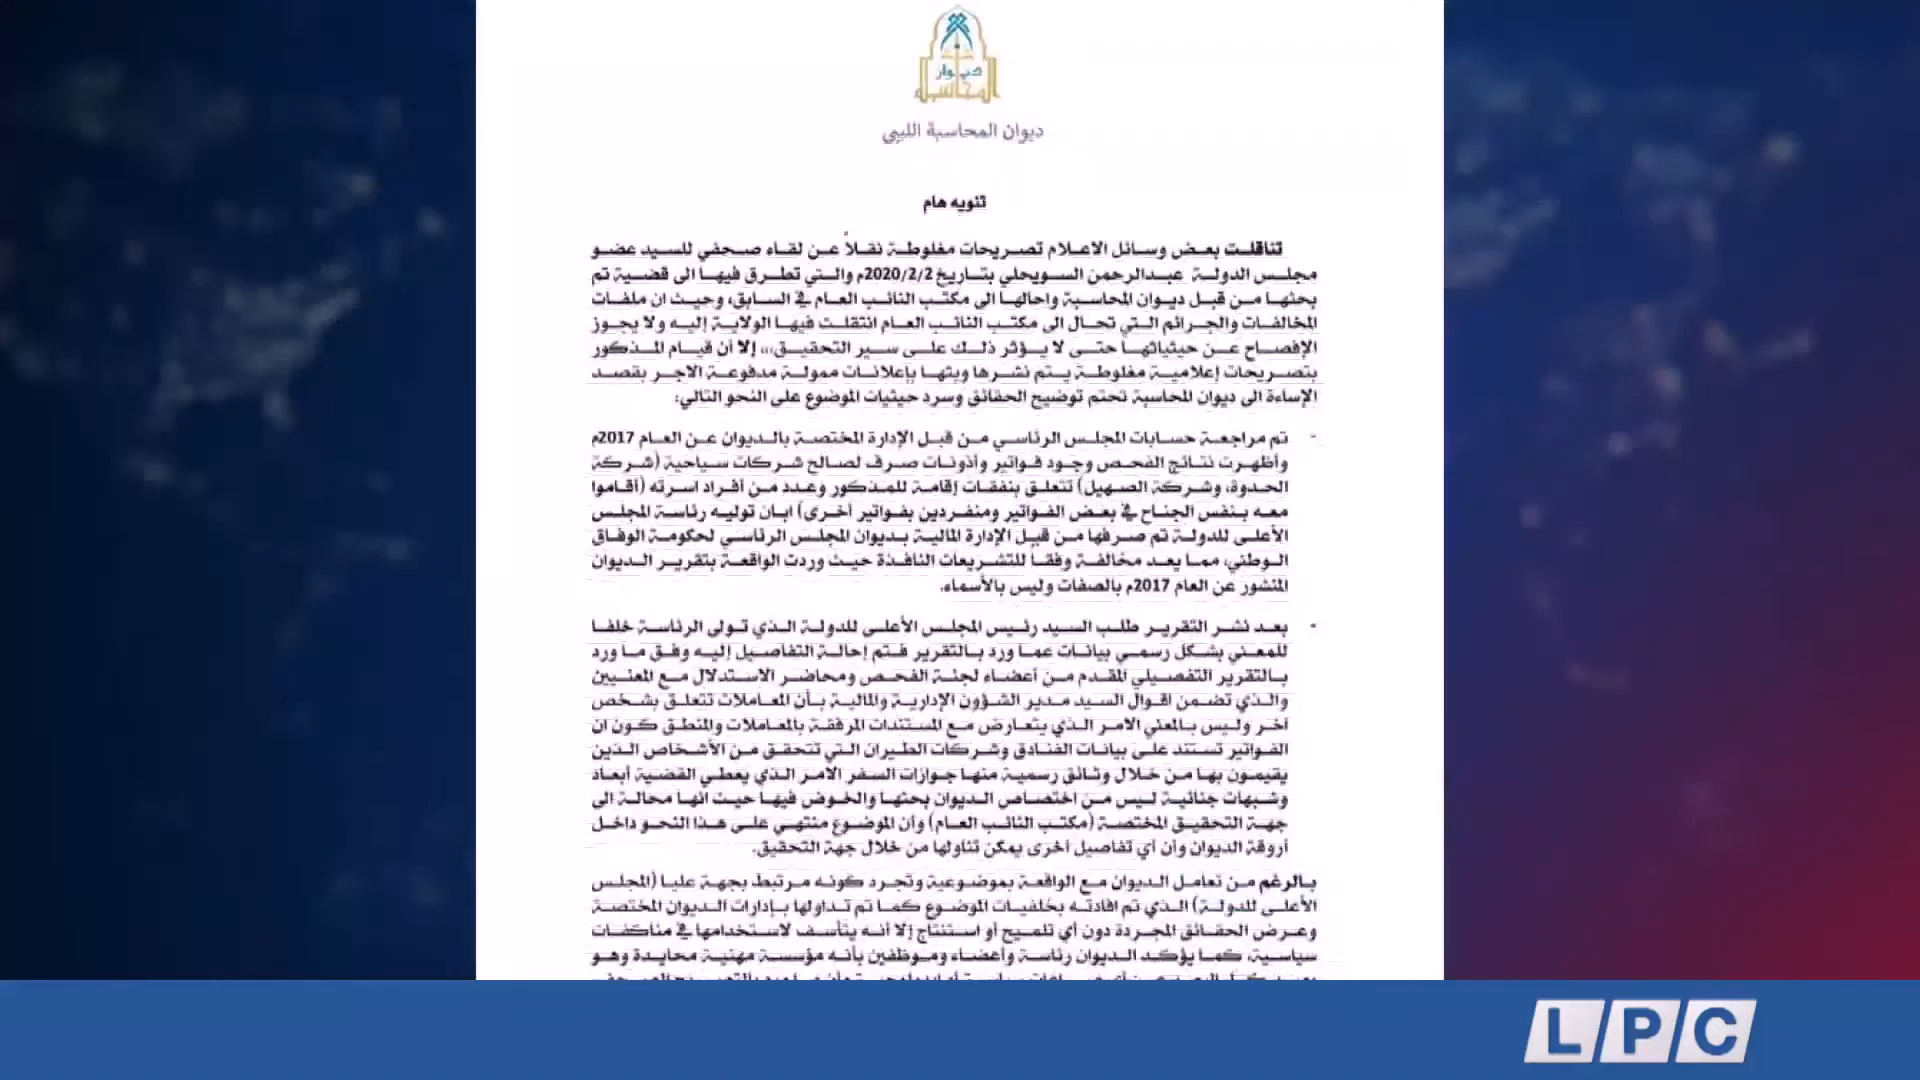 ديوان
المحاسبة
ديوان المحاسبة الليبي
تنويه هام
تناقلت بعض وسائل الاعلام تصريحات مغلوطة نقلاً عن لقاء صحفي للسيد عضو
مجلس الدولة عبدالرحمن السويحلي بتاريخ 2020/2/2م والتي تطرق فيها الى قضية تم
بحثها من قبل ديوان المحاسبة واحالها الى مكتب النائب العام في السابق، وحيث ان ملفات
المخالفات والجرائم التي تحال الى مكتب النائب العام انتقلت فيها الولاية إليه ولا يجوز
الإفصاح عن حيثياتها حتى لا يؤثر ذلك على سير التحقيق،،، إلا أن قيام المذكور
بتصريحات إعلامية مغلوطة يتم نشرها وبثها بإعلانات ممولة مدفوعة الاجر بقصد
الإساءة الى ديوان المحاسبة تحتم توضيح الحقائق وسرد حيثيات الموضوع على النحو التالي:
- تم مراجعة حسابات المجلس الرئاسي من قبل الإدارة المختصة بالديوان عن العام 2017م
وأظهرت نتائج الفحص وجود فواتير وأذونات صرف لصالح شركات سياحية (شركة
الحدوة، وشركة الصهيل) تتعلق بنفقات إقامة للمذكور وعدد من أفراد اسرته (أقاموا
معه بنفس الجناح في بعض الفواتير ومنفردين بفواتير أخرى) ابان توليه رئاسة المجلس
الأعلى للدولة تم صرفها من قبل الإدارة المالية بديوان المجلس الرئاسي لحكومة الوفاق
الوطني، مما يعد مخالفة وفقاً للتشريعات النافذة حيث وردت الواقعة بتقرير الديوان
المنشور عن العام 2017م بالصفات وليس بالأسماء.
- بعد نشر التقرير طلب السيد رئيس المجلس الأعلى للدولة الذي تولى الرئاسة خلفا
للمعني بشكل رسمي بيانات عما ورد بالتقرير فتم إحالة التفاصيل إليه وفق ما ورد
بالتقرير التفصيلي المقدم من أعضاء لجنة الفحص ومحاضر الاستدلال مع المعنيين
والذي تضمن اقوال السيد مدير الشؤون الإدارية والمالية بأن المعاملات تتعلق بشخص
آخر وليس بالمعني الامر الذي يتعارض مع المستندات المرفقة بالمعاملات والمنطق كون ان
الفواتير تستند على بيانات الفنادق وشركات الطيران التي تتحقق من الأشخاص الذين
يقيمون بها من خلال وثائق رسمية منها جوازات السفر الامر الذي يعطي القضية أبعاد
وشبهات جنائية ليس من اختصاص الديوان بحثها والخوض فيها حيث انها محالة الى
جهة التحقيق المختصة (مكتب النائب العام) وأن الموضوع منتهي على هذا النحو داخل
أروقة الديوان وأن أي تفاصيل أخرى يمكن تناولها من خلال جهة التحقيق.
بالرغم من تعامل الديوان مع الواقعة بموضوعية وتجرد كونه مرتبط بجهة عليا (المجلس
الأعلى للدولة) الذي تم افادته بخلفيات الموضوع كما تم تداولها بإدارات الديوان المختصة
وعرض الحقائق المجردة دون أي تلميح أو استنتاج إلا أنه يتأسف لاستخدامها في مناكفات
سياسية، كما يؤكد الديوان رئاسة وأعضاء وموظفين بأنه مؤسسة مهنية محايدة وهو
LPC